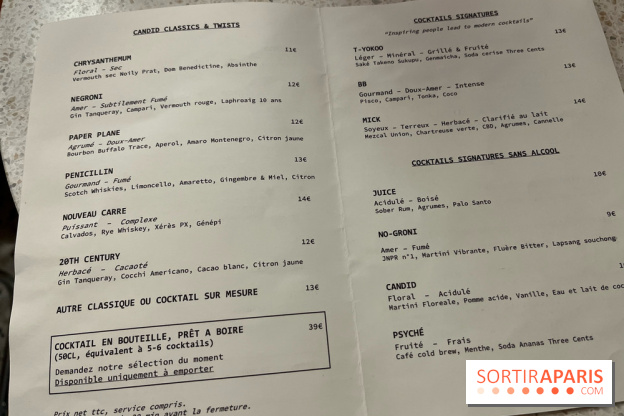 CANDID CLASSICS & TWISTS
CHRYSANTHEMUM 11€
Floral - Sec
Vermouth sec Noily Prat, Dom Benedictine, Absinthe
NEGRONI 12€
Amer - Subtilement Fumé
Gin Tanqueray, Campari, Vermouth rouge, Laphroaig 10 ans
PAPER PLANE 12€
Agrumé - Doux-Amer
Bourbon Buffalo Trace, Aperol, Amaro Montenegro, Citron jaune
PENICILLIN 13€
Gourmand - Fumé
Scotch Whiskies, Limoncello, Amaretto, Gingembre & Miel, Citron
NOUVEAU CARRE 14€
Puissant - Complexe
Calvados, Rye Whiskey, Xérès PX, Génépi
20TH CENTURY 12€
Herbacé - Cacaoté
Gin Tanqueray, Cocchi Americano, Cacao blanc, Citron jaune
AUTRE CLASSIQUE OU COCKTAIL SUR MESURE 13€
COCKTAIL EN BOUTEILLE, PRÊT A BOIRE 39€
(50CL, équivalent à 5-6 cocktails)
Demandez notre sélection du moment
Disponible uniquement à emporter
Prix net ttc, service compris.
min avant la fermeture.
COCKTAILS SIGNATURES
"Inspiring people lead to modern cocktails"
T-YOKOO 13€
Léger - Minéral - Grillé & Fruité
Saké Takeno Sukupu, Genmaicha, Soda cerise Three Cents
BB 13€
Gourmand - Doux-Amer - Intense
Pisco, Campari, Tonka, Coco
MICK 14€
Soyeux - Terreux - Herbacé - Clarifié au lait
Mezcal Union, Chartreuse verte, CBD, Agrumes, Cannelle
COCKTAILS SIGNATURES SANS ALCOOL
JUICE 10€
Acidulé - Boisé
Sober Rum, Agrumes, Palo Santo
NO-GRONI 9€
Amer - Fumé
JNPR n°1, Martini Vibrante, Fluère Bitter, Lapsang souchong
CANDID
Floral - Acidulé
Martini Floreale, Pomme acide, Vanille, Eau et lait de coc
PSYCHÉ
Fruité - Frais
Café cold brew, Menthe, Soda Ananas Three Cents
SORTIRAPARIS
.COM